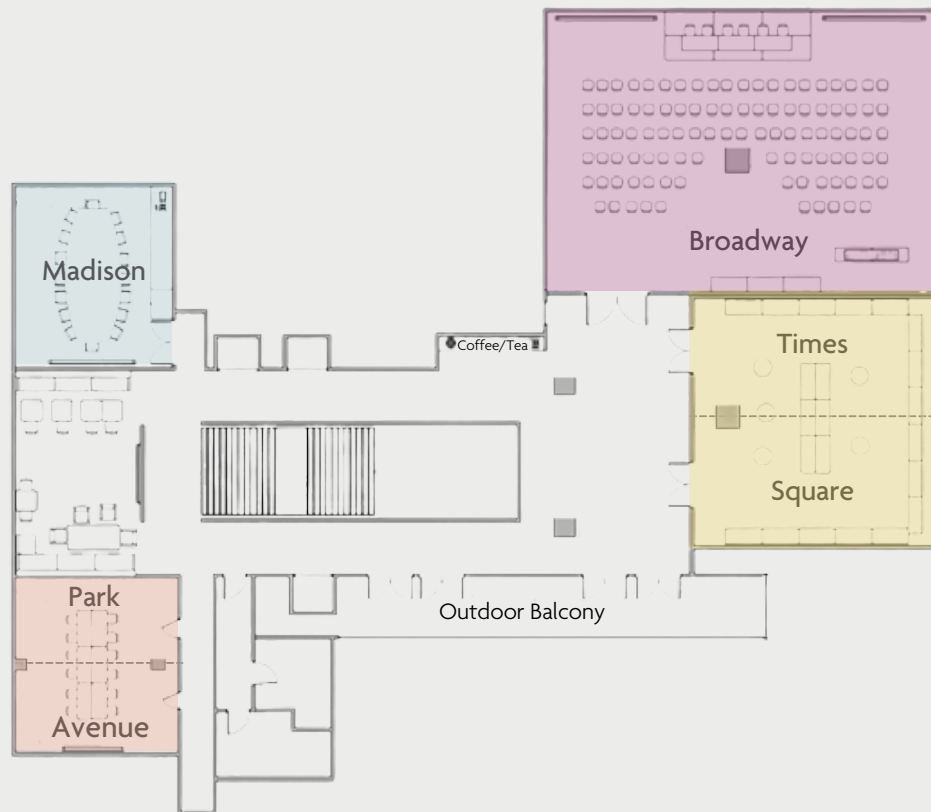 Broadway
Madison
Coffee/Tea
Times
Square
Park
Avenue
Outdoor Balcony